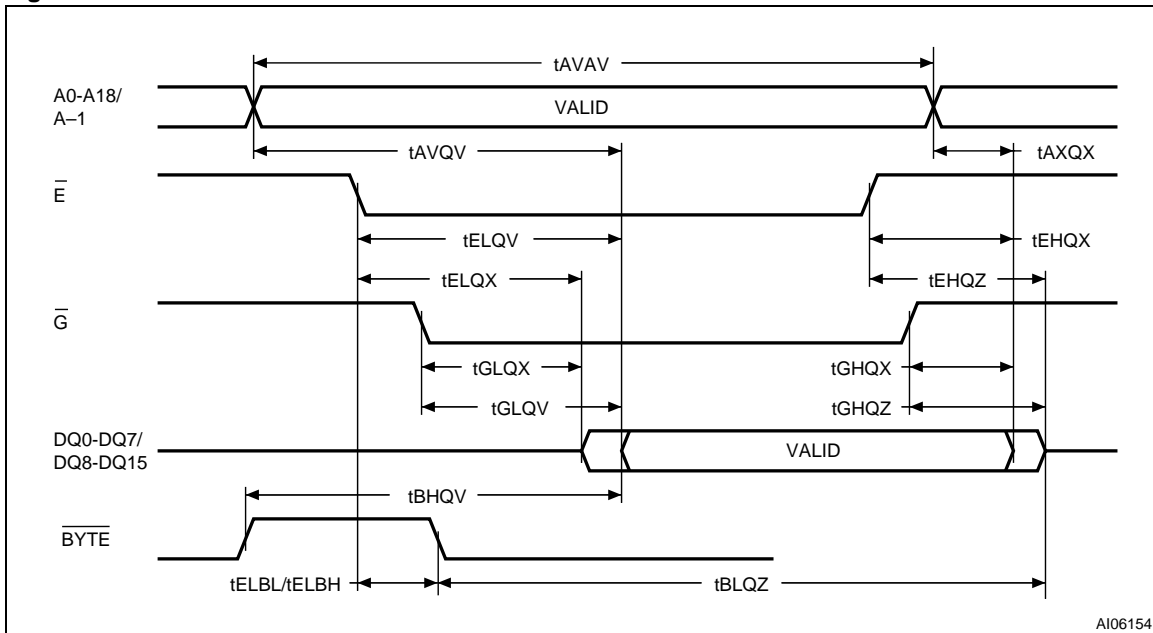 tAVAV
A0-A18/
A–1
VALID
tAVQV
tAXQX
E
tELQV
tEHQX
tELQX
tEHQZ
G
tGLQX
tGHQX
tGLQV
tGHQZ
DQ0-DQ7/
DQ8-DQ15
VALID
tBHQV
BYTE
tELBL/tELBH
tBLQZ
AI06154